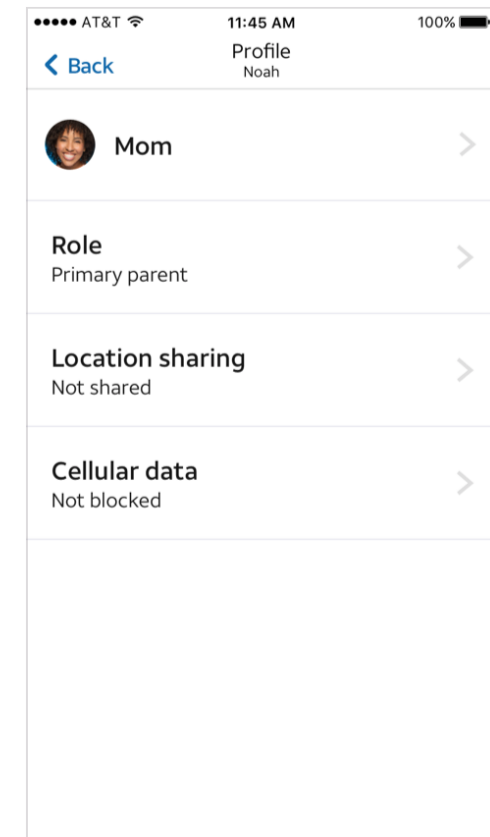 AT&T 11:45 AM 100%
Back
Profile
Noah
Mom
Role
Primary parent
Location sharing
Not shared
Cellular data
Not blocked